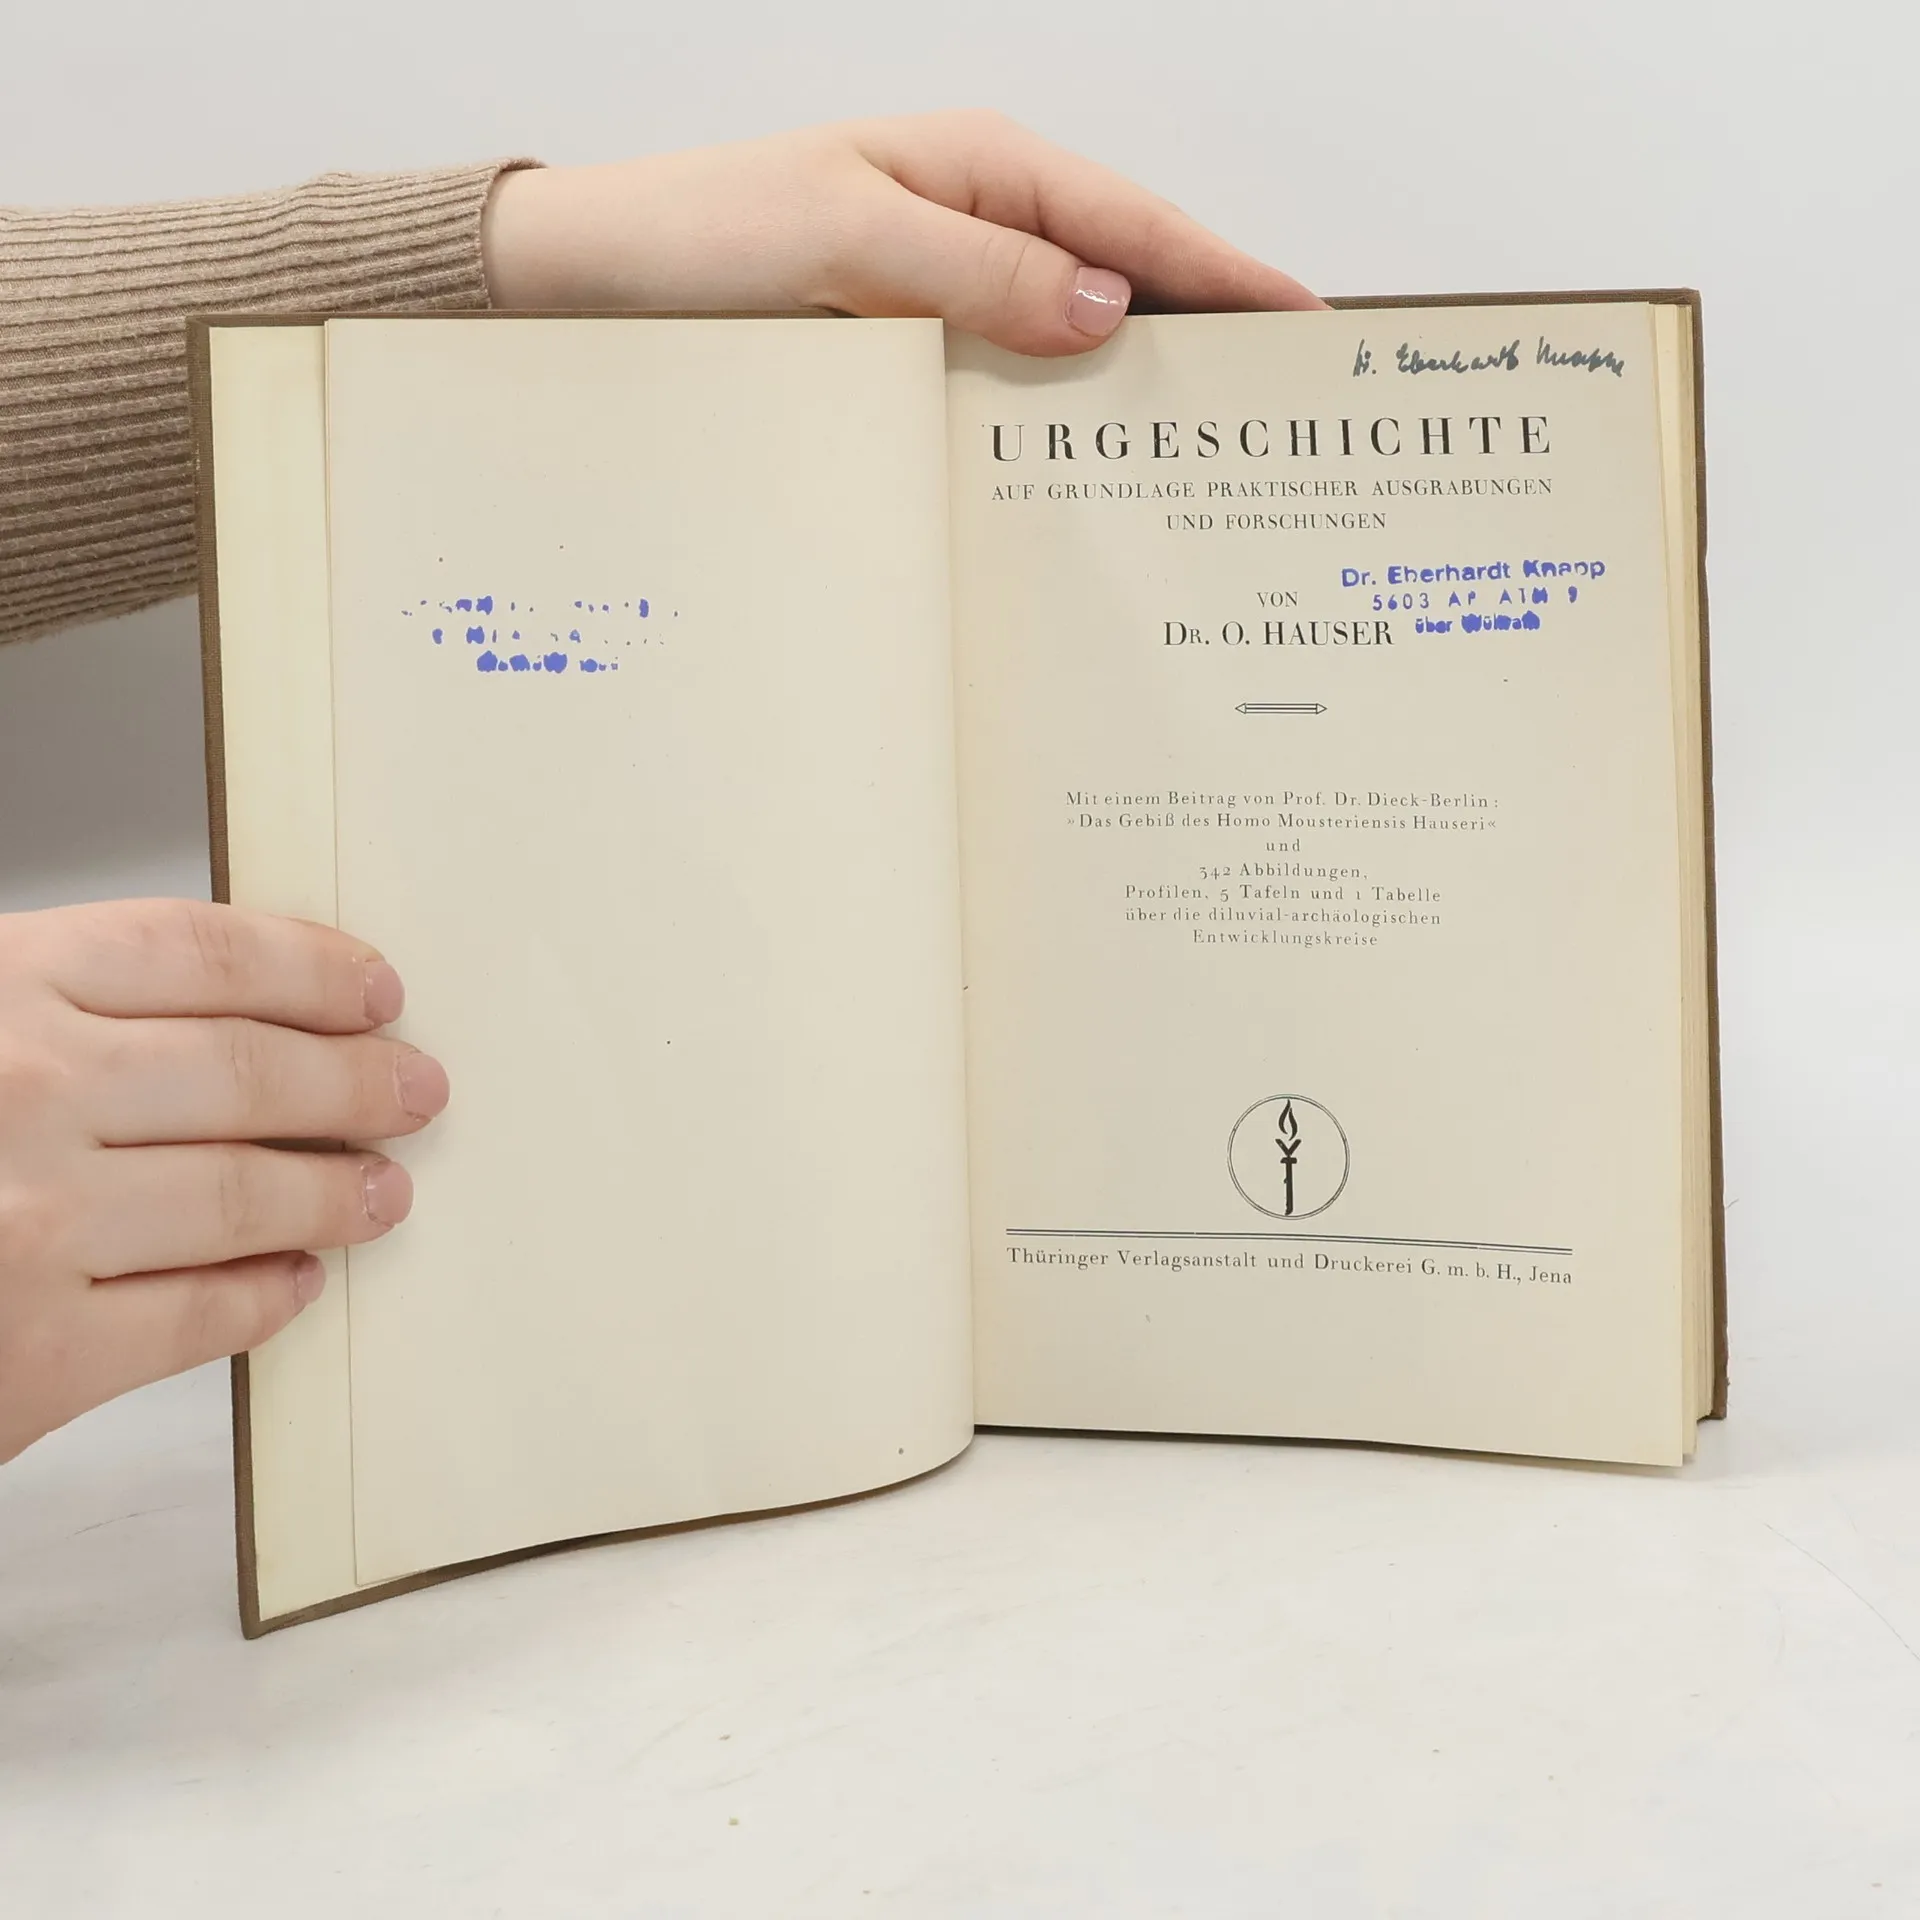 Dr. Eberhardt Knapp
URGESCHICHTE
AUF GRUNDLAGE PRAKTISCHER AUSGRABUNGEN
UND FORSCHUNGEN
Dr. Eberhardt Knapp
5603
über Wülfrath
VON
DR. O. HAUSER
Mit einem Beitrag von Prof. Dr. Dieck-Berlin:
»Das Gebiß des Homo Mousteriensis Hauseri«
und
342 Abbildungen,
Profilen, 5 Tafeln und 1 Tabelle
über die diluvial-archäologischen
Entwicklungskreise
Thüringer Verlagsanstalt und Druckerei G. m. b. H., Jena